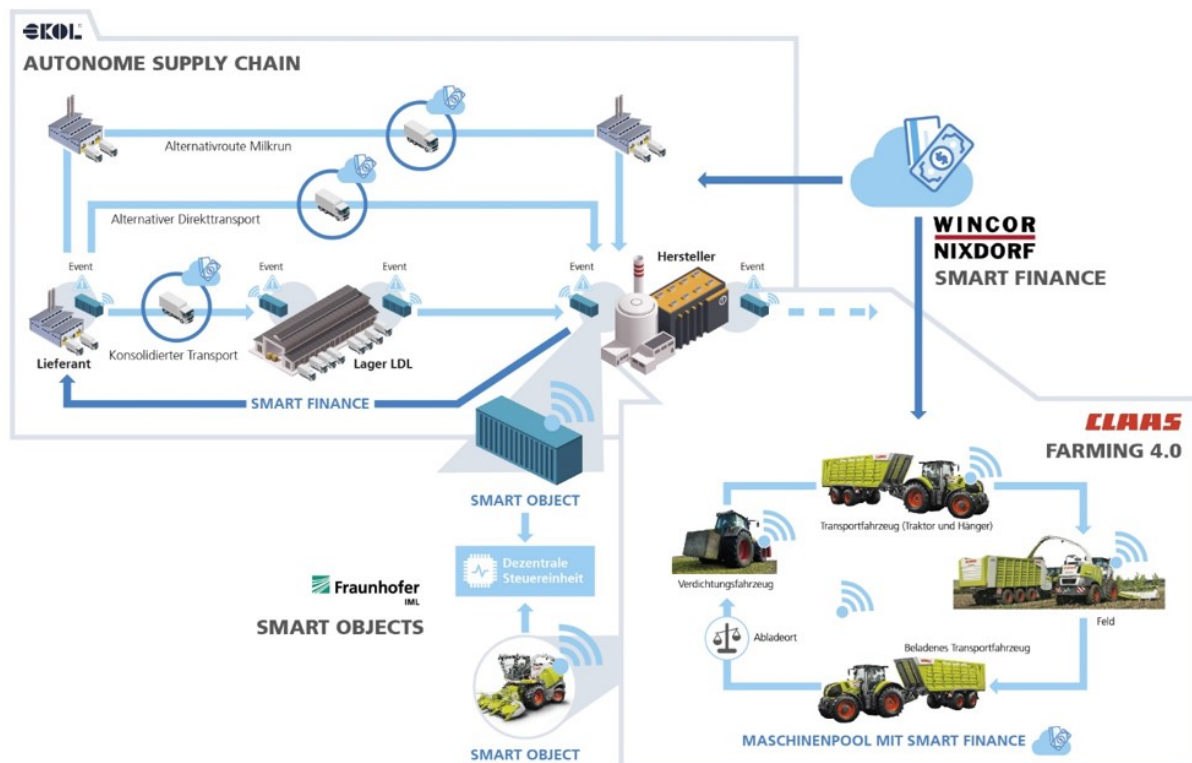 EKOL
AUTONOME SUPPLY CHAIN
Alternativroute Milkrun
Alternativer Direkttransport
Event
Event
Event
Event
Hersteller
Event
Lieferant
Konsolidierter Transport
Lager LDL
SMART FINANCE
WINCOR
NIXDORF
SMART FINANCE
SMART OBJECT
Dezentrale
Steuereinheit
Fraunhofer
IML
SMART OBJECTS
SMART OBJECT
CLAAS
FARMING 4.0
Transportfahrzeug (Traktor und Hänger)
Verdichtungsfahrzeug
Feld
Abladeort
Beladenes Transportfahrzeug
MASCHINENPOOL MIT SMART FINANCE